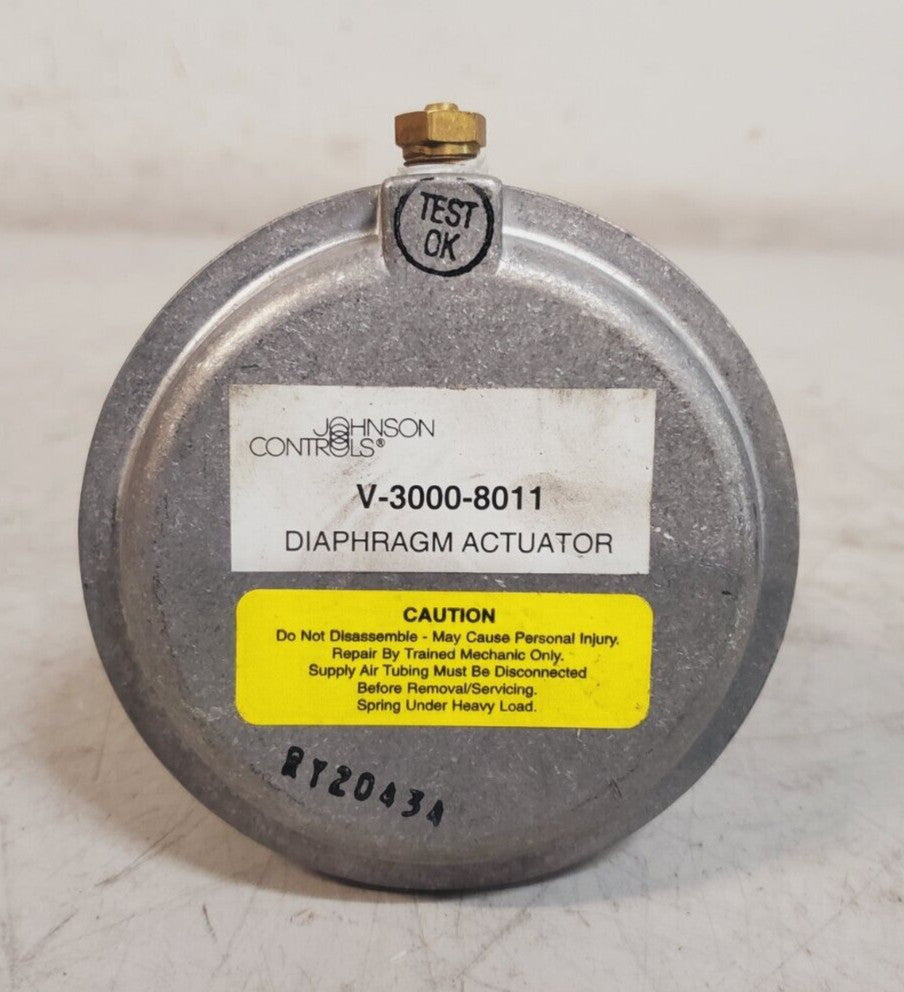 TEST
OK
JOHNSON
CONTROLS®
V-3000-8011
DIAPHRAGM ACTUATOR
CAUTION
Do Not Disassemble - May Cause Personal Injury.
Repair By Trained Mechanic Only.
Supply Air Tubing Must Be Disconnected
Before Removal/Servicing.
Spring Under Heavy Load.
RY2043A